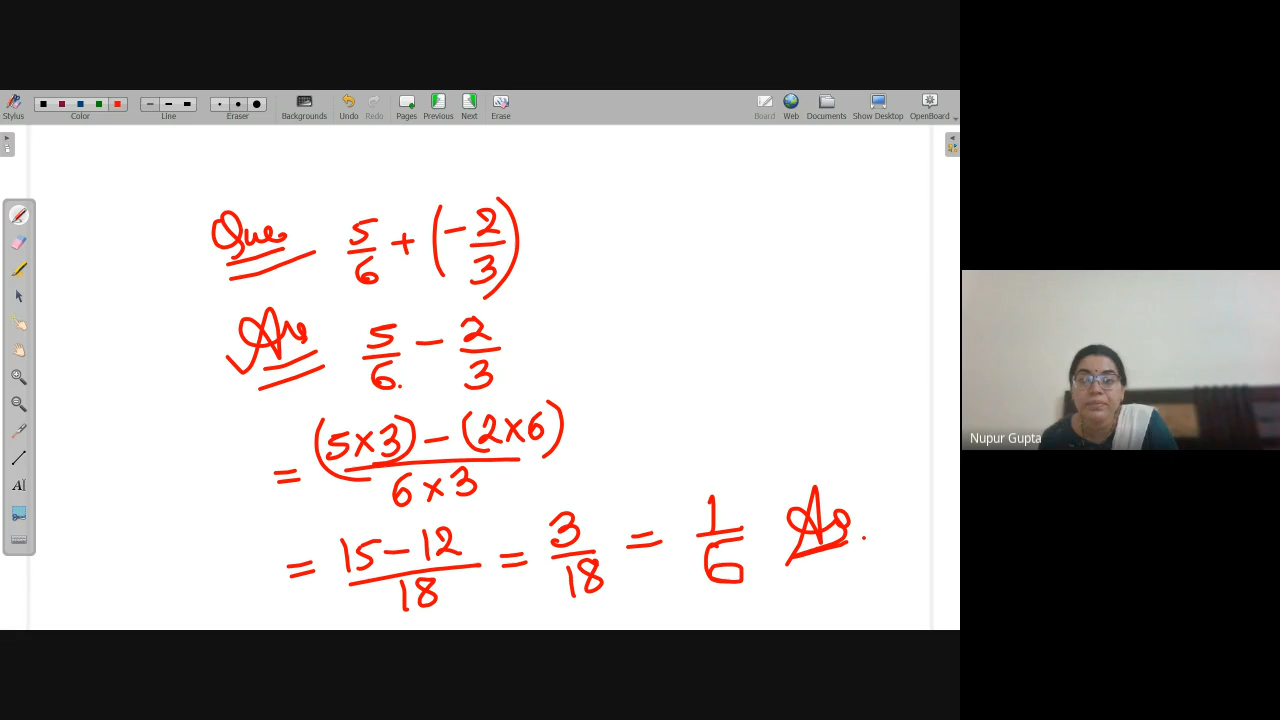 Stylus Color Line Eraser Backgrounds Undo Redo Pages Previous Next Erase Board Web Documents Show Desktop OpenBoard
Que 5/6 + (-2/3)
Ans 5/6 - 2/3
= (5×3) - (2×6) / 6×3
= 15-12/18 = 3/18 = 1/6 Ans.
Nupur Gupta